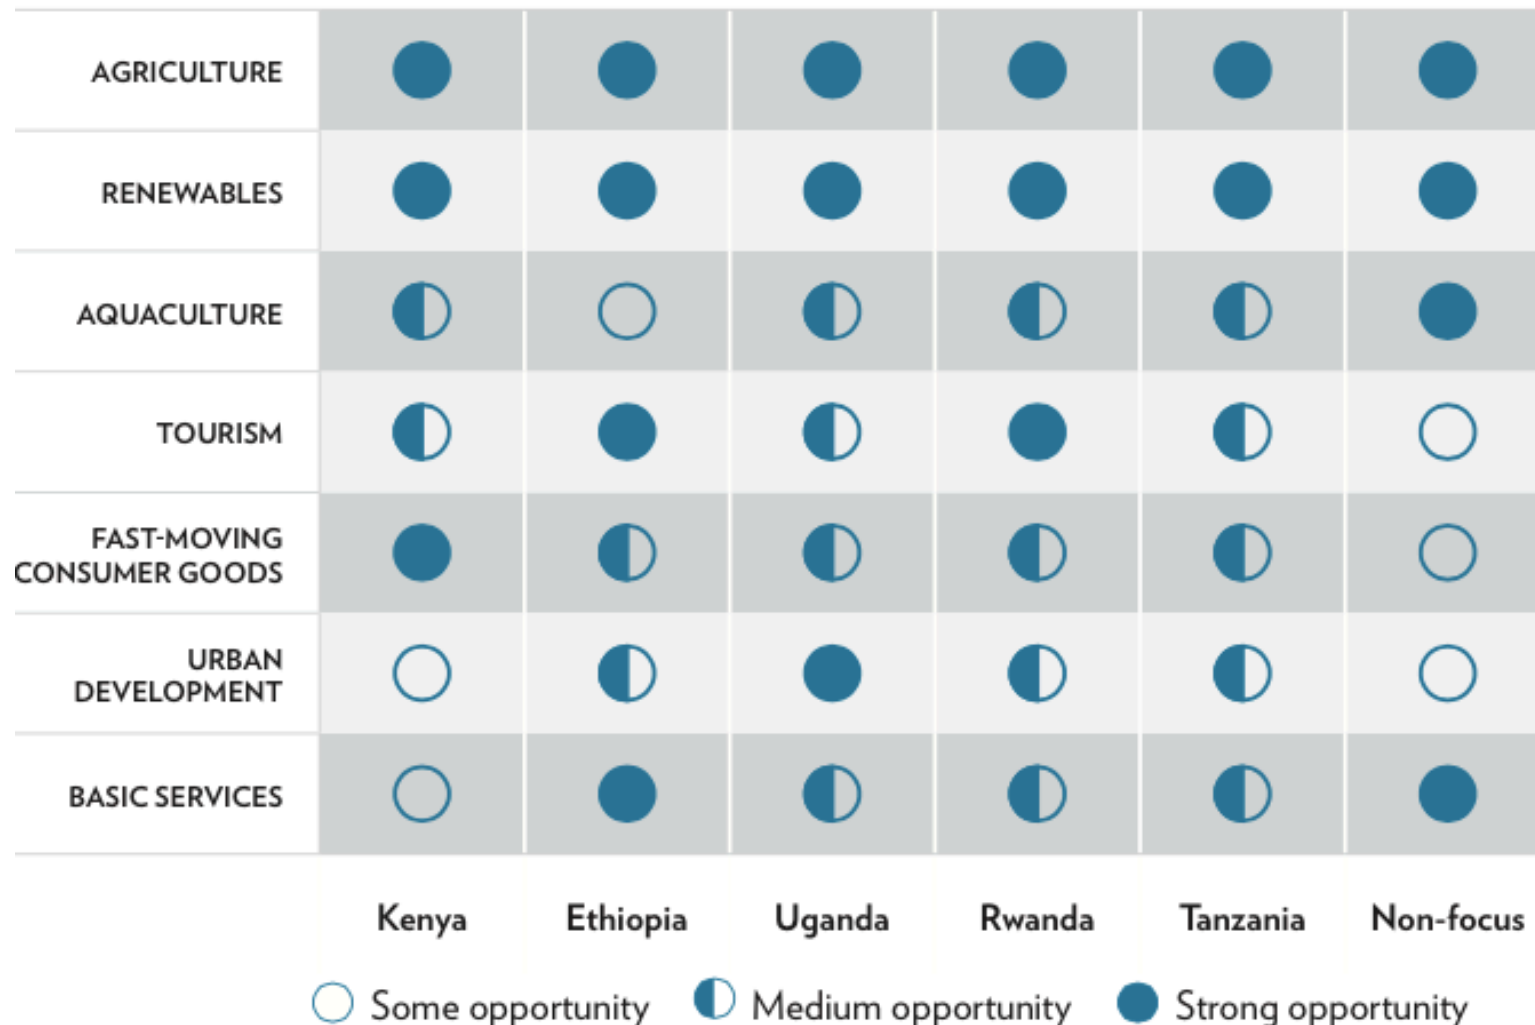 AGRICULTURE
RENEWABLES
AQUACULTURE
TOURISM
FAST-MOVING
CONSUMER GOODS
URBAN
DEVELOPMENT
BASIC SERVICES
Kenya Ethiopia Uganda Rwanda Tanzania Non-focus
Some opportunity Medium opportunity Strong opportunity